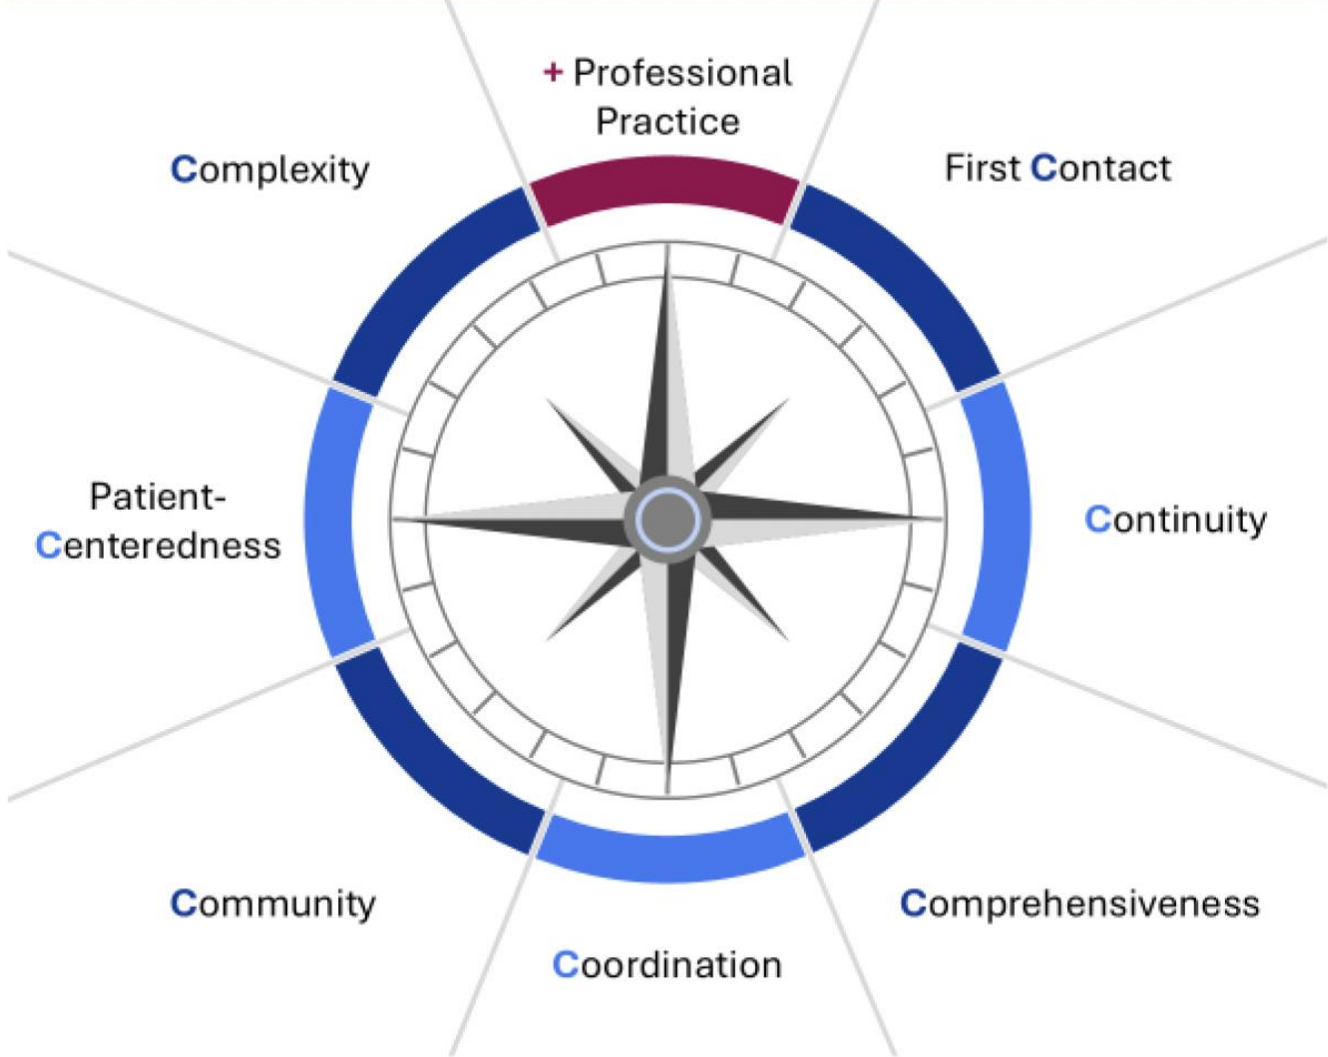 + Professional
Practice
First Contact
Continuity
Comprehensiveness
Coordination
Community
Patient-
Centeredness
Complexity